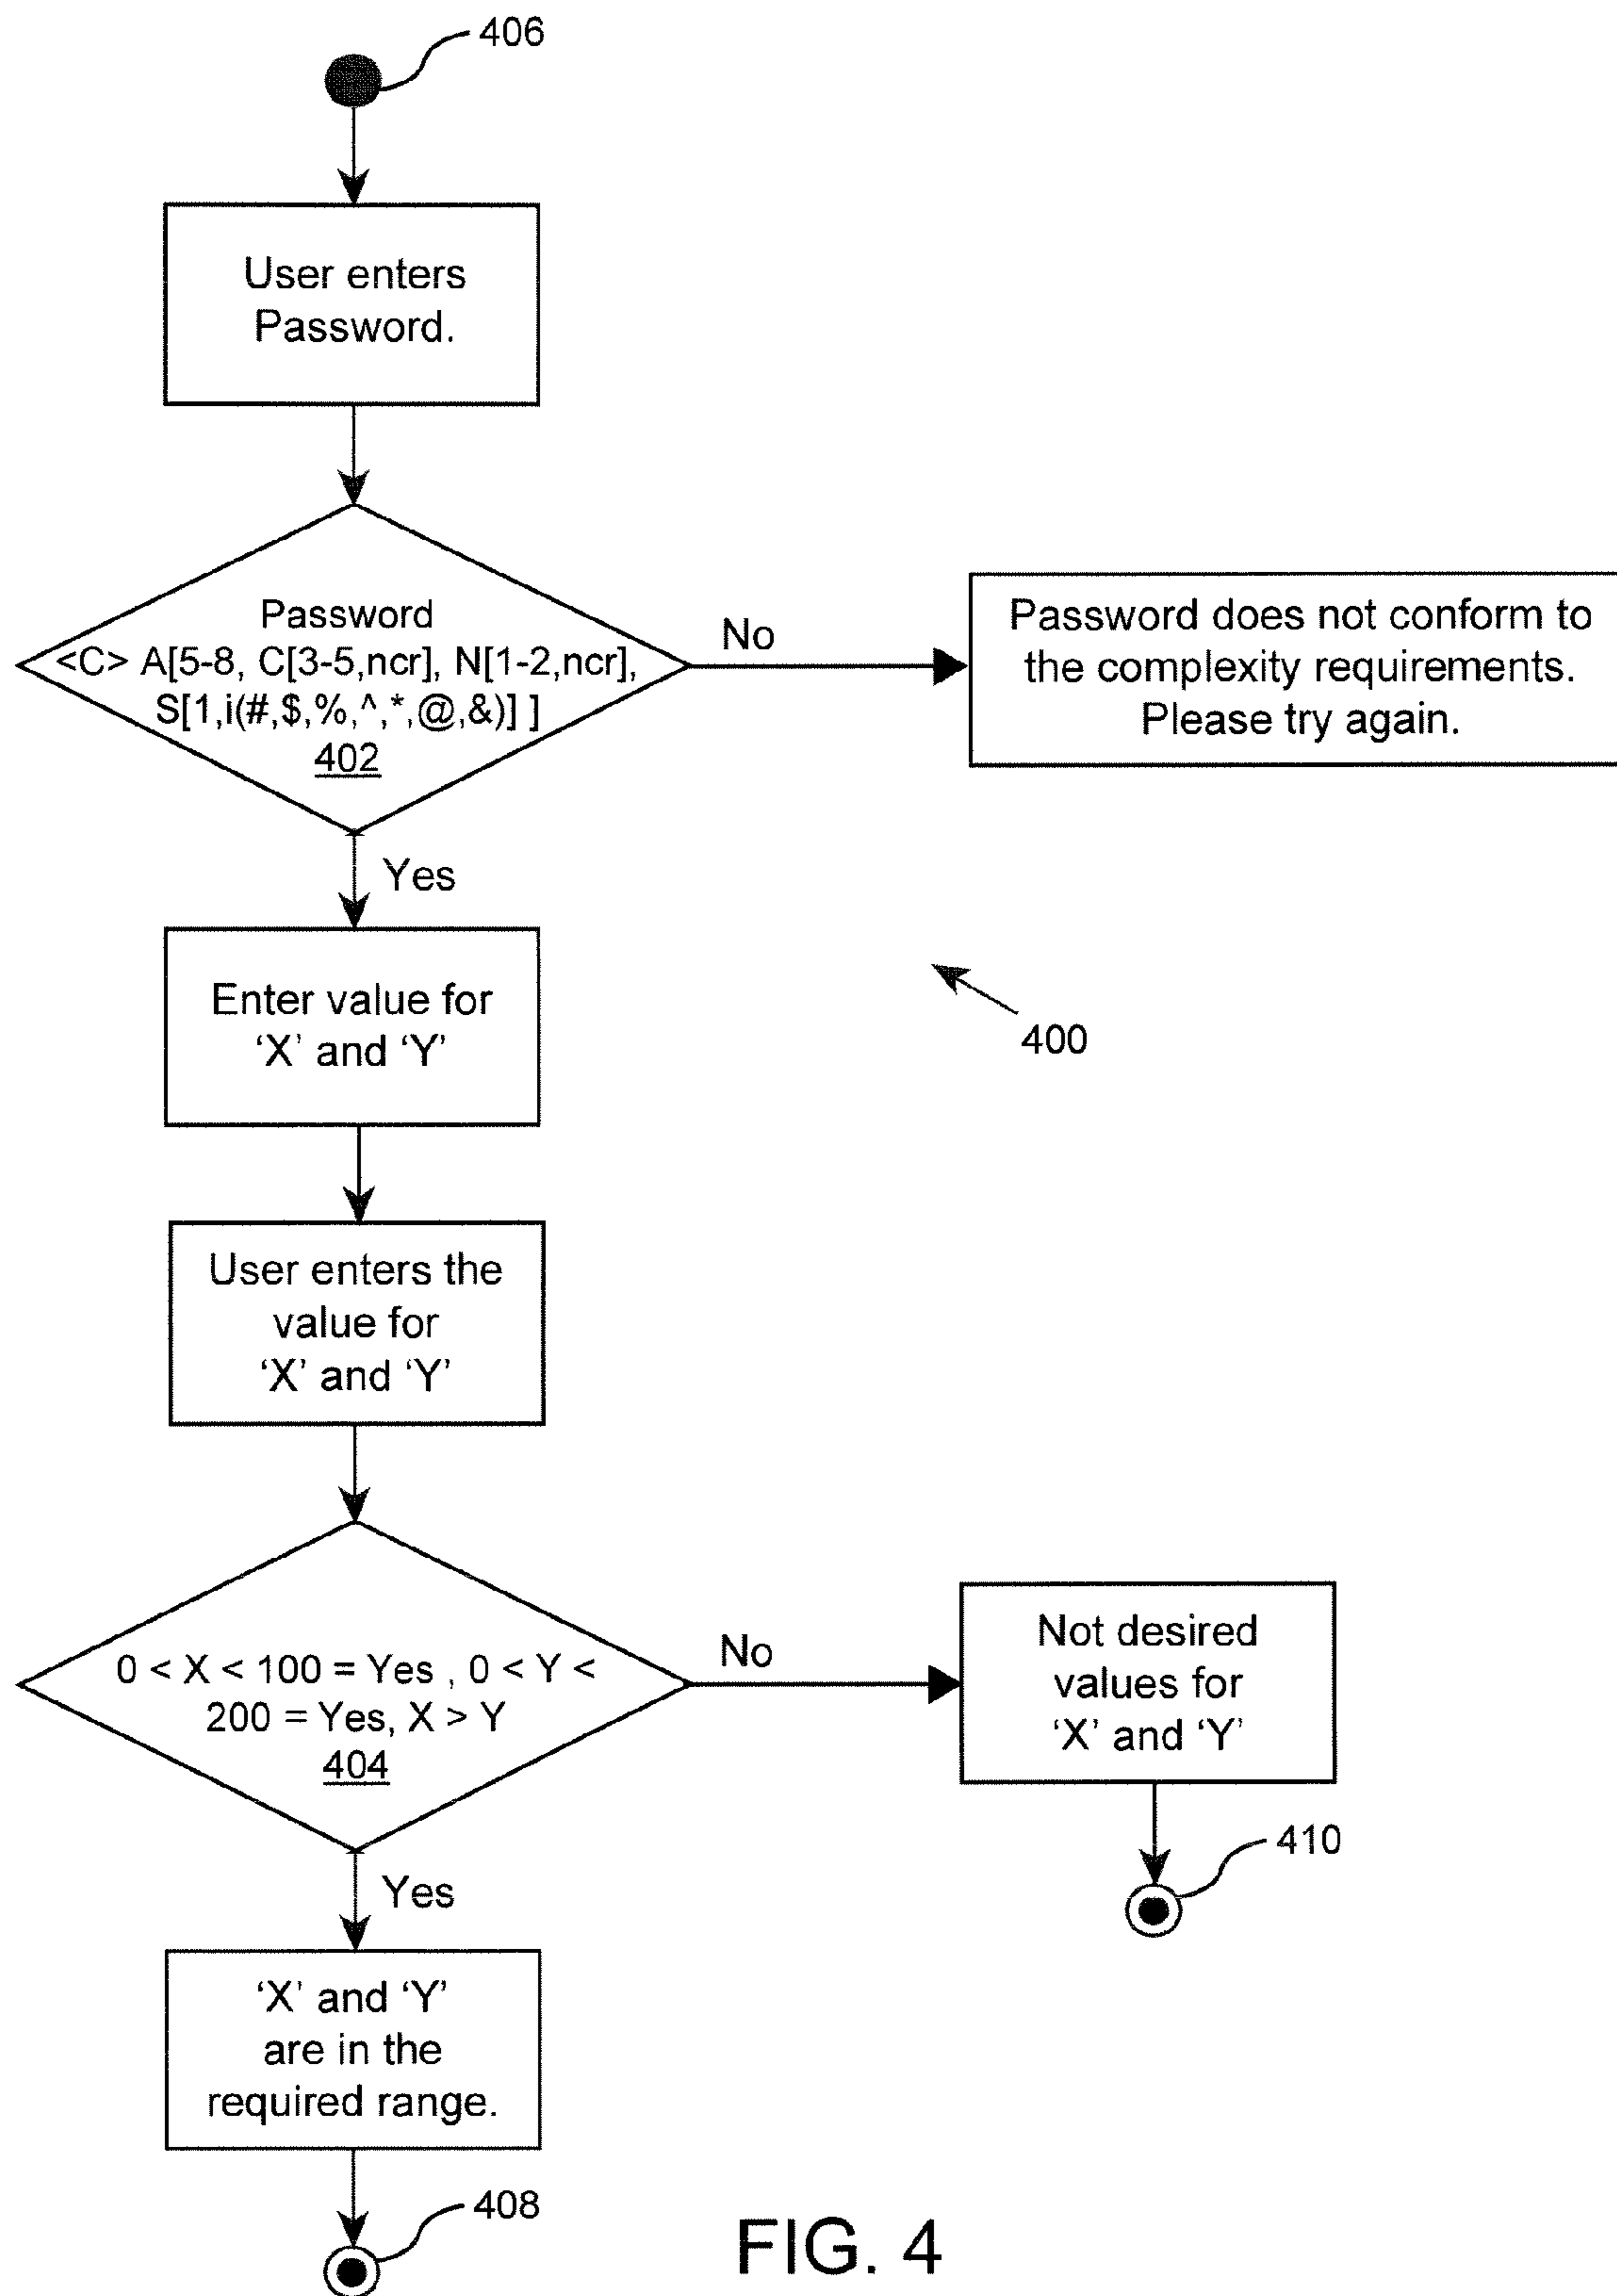 406
User enters
Password.
Password
<C> A[5-8, C[3-5,ncr], N[1-2,ncr],
S[1,i(#,$,%,^,*,@,&)] ]
402
No
Password does not conform to
the complexity requirements.
Please try again.
Yes
Enter value for
‘X’ and ‘Y’
400
User enters the
value for
‘X’ and ‘Y’
0 < X < 100 = Yes , 0 < Y <
200 = Yes, X > Y
404
No
Not desired
values for
‘X’ and ‘Y’
410
Yes
‘X’ and ‘Y’
are in the
required range.
408
FIG. 4